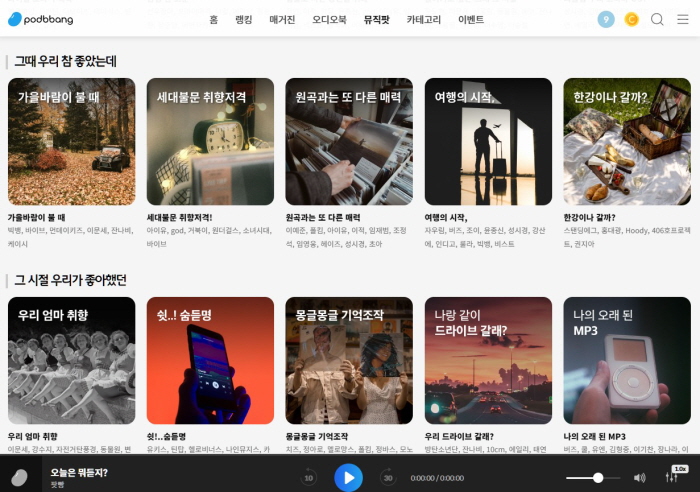 podbbang
홈 랭킹 매거진 오디오북 뮤직팟 카테고리 이벤트
9
C
그때 우리 참 좋았는데
가을바람이 불 때
세대불문 취향저격
원곡과는 또 다른 매력
여행의 시작,
한강이나 갈까?
가을바람이 불 때
빅뱅, 바이브, 먼데이키즈, 이문세, 잔나비,
케이시
세대불문 취향저격!
아이유, god, 거북이, 원더걸스, 소녀시대,
바이브
원곡과는 또 다른 매력
이예준, 폴킴, 아이유, 이적, 임재범, 조정
석, 임영웅, 헤이즈, 성시경, 초아
여행의 시작,
자우림, 버즈, 조이, 윤종신, 성시경, 강산
에, 인디고, 룰라, 빅뱅, 비스트
한강이나 갈까?
스탠딩에그, 홍대광, Hoody, 406호프로젝
트, 권지아
그 시절 우리가 좋아했던
우리 엄마 취향
쉿..! 숨듣명
몽글몽글 기억조작
나랑 같이
드라이브 갈래?
나의 오래 된
MP3
우리 엄마 취향
이문세, 강수지, 자전거탄풍경, 동물원, 변
쉿!..숨듣명
유키스, 틴탑, 헬로비너스, 나인뮤지스, 카
몽글몽글 기억조작
치즈, 정아로, 멜로망스, 폴킴, 장바스, 모노
우리 드라이브 갈래?
방탄소년단, 잔나비, 10cm, 에일리, 태연
나의 오래 된 MP3
버즈, 쿨, 유엔, 김형중, 이기찬, 장나라, 이
오늘은 뭐듣지?
팟빵
10
30
0:00:00 / 0:00:00
1.0x